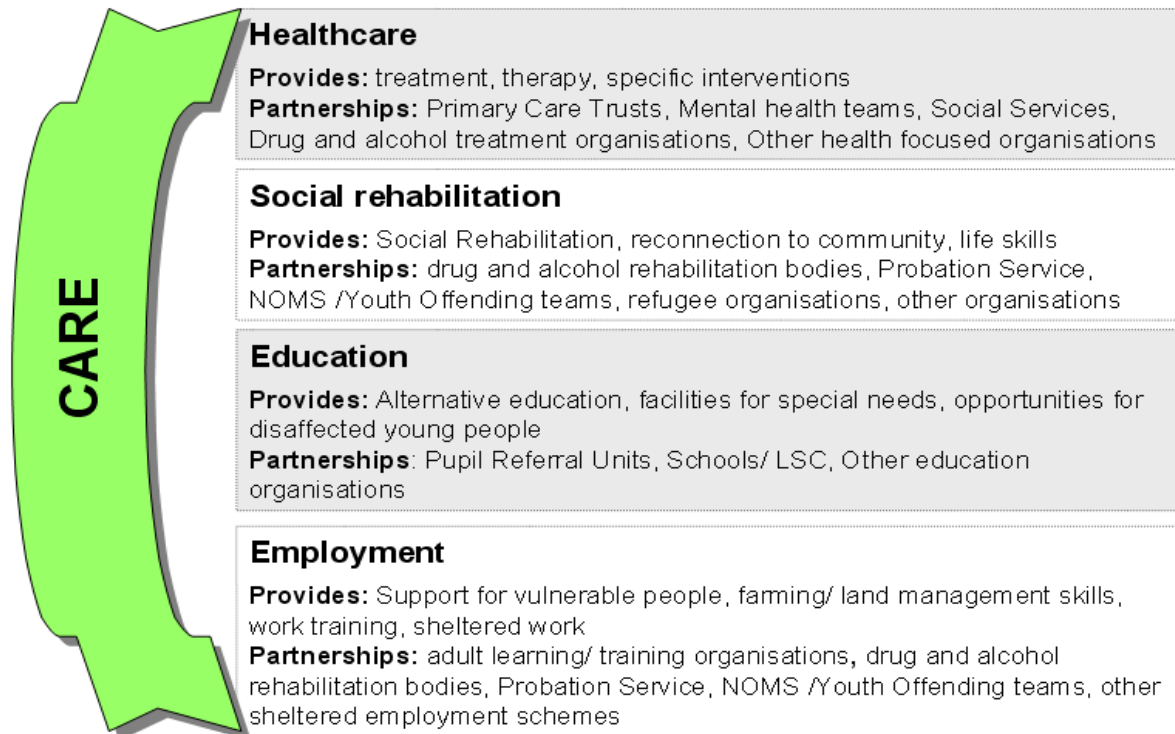 CARE
Healthcare
Provides: treatment, therapy, specific interventions
Partnerships: Primary Care Trusts, Mental health teams, Social Services,
Drug and alcohol treatment organisations, Other health focused organisations
Social rehabilitation
Provides: Social Rehabilitation, reconnection to community, life skills
Partnerships: drug and alcohol rehabilitation bodies, Probation Service,
NOMS /Youth Offending teams, refugee organisations, other organisations
Education
Provides: Alternative education, facilities for special needs, opportunities for
disaffected young people
Partnerships: Pupil Referral Units, Schools/ LSC, Other education
organisations
Employment
Provides: Support for vulnerable people, farming/ land management skills,
work training, sheltered work
Partnerships: adult learning/ training organisations, drug and alcohol
rehabilitation bodies, Probation Service, NOMS /Youth Offending teams, other
sheltered employment schemes